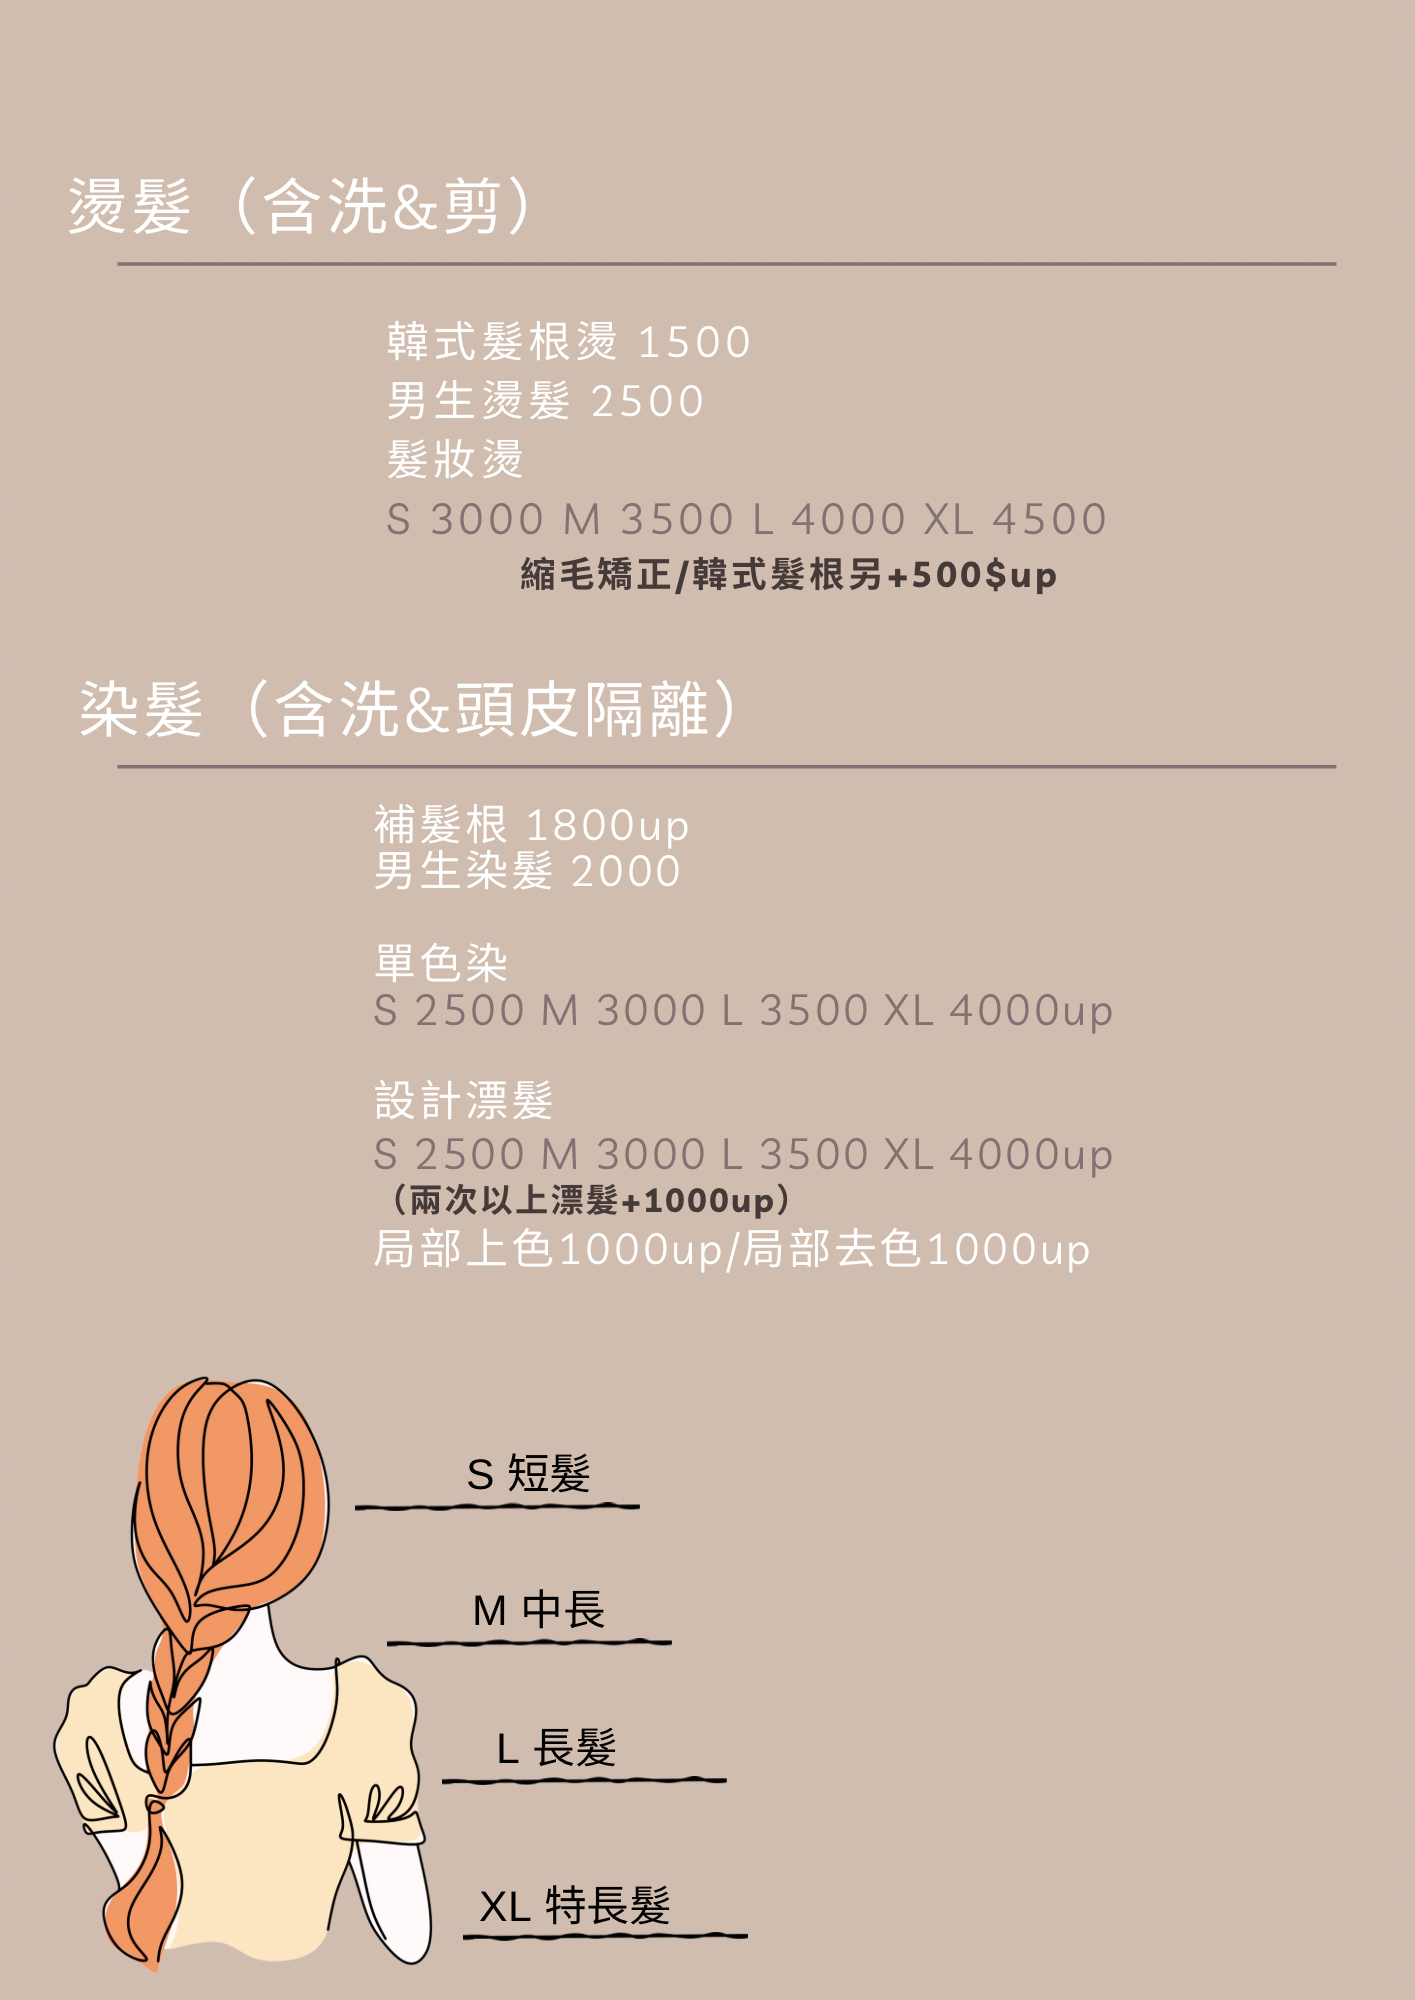 燙髮（含洗&剪）
韓式髮根燙 1500
男生燙髮 2500
髮妝燙
S 3000 M 3500 L 4000 XL 4500
縮毛矯正/韓式髮根另+500$up
染髮（含洗&頭皮隔離）
補髮根 1800up
男生染髮 2000
單色染
S 2500 M 3000 L 3500 XL 4000up
設計漂髮
S 2500 M 3000 L 3500 XL 4000up
（兩次以上漂髮+1000up）
局部上色1000up/局部去色1000up
S 短髮
M 中長
L 長髮
XL 特長髮